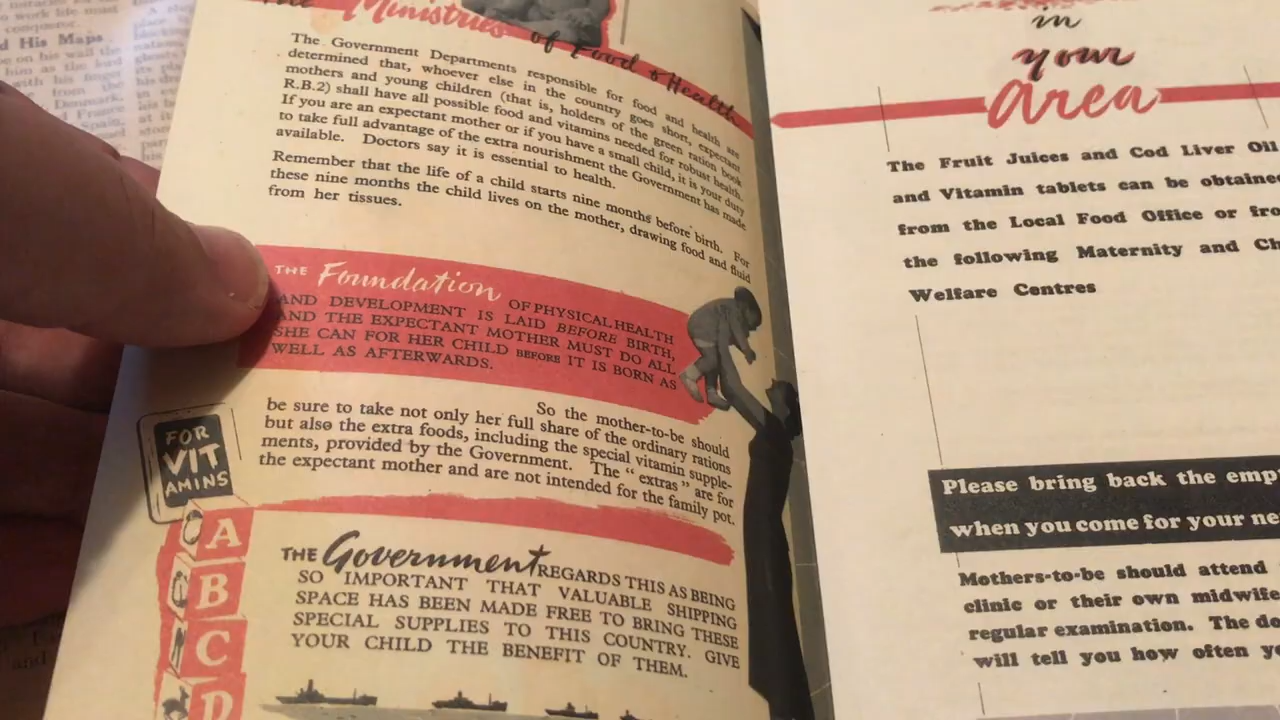 The Ministries of Food & Health
The Government Departments responsible for food and health are
determined that, whoever else in the country goes short, expectant
mothers and young children (that is, holders of the green ration book
R.B.2) shall have all possible food and vitamins needed for robust health.
If you are an expectant mother or if you have a small child, it is your duty
to take full advantage of the extra nourishment the Government has made
available. Doctors say it is essential to health.
Remember that the life of a child starts nine months before birth. For
these nine months the child lives on the mother, drawing food and fluid
from her tissues.
THE Foundation OF PHYSICAL HEALTH
AND DEVELOPMENT IS LAID BEFORE BIRTH,
AND THE EXPECTANT MOTHER MUST DO ALL
SHE CAN FOR HER CHILD BEFORE IT IS BORN AS
WELL AS AFTERWARDS.
So the mother-to-be should
be sure to take not only her full share of the ordinary rations
but also the extra foods, including the special vitamin supple-
ments, provided by the Government. The "extras" are for
the expectant mother and are not intended for the family pot.
FOR
VIT
AMINS
A
B
C
D
THE Government REGARDS THIS AS BEING
SO IMPORTANT THAT VALUABLE SHIPPING
SPACE HAS BEEN MADE FREE TO BRING THESE
SPECIAL SUPPLIES TO THIS COUNTRY. GIVE
YOUR CHILD THE BENEFIT OF THEM.
in
your
area
The Fruit Juices and Cod Liver Oil
and Vitamin tablets can be obtained
from the Local Food Office or fro
the following Maternity and Ch
Welfare Centres
Please bring back the emp
when you come for your ne
Mothers-to-be should attend
clinic or their own midwife
regular examination. The do
will tell you how often yo
d His Maps